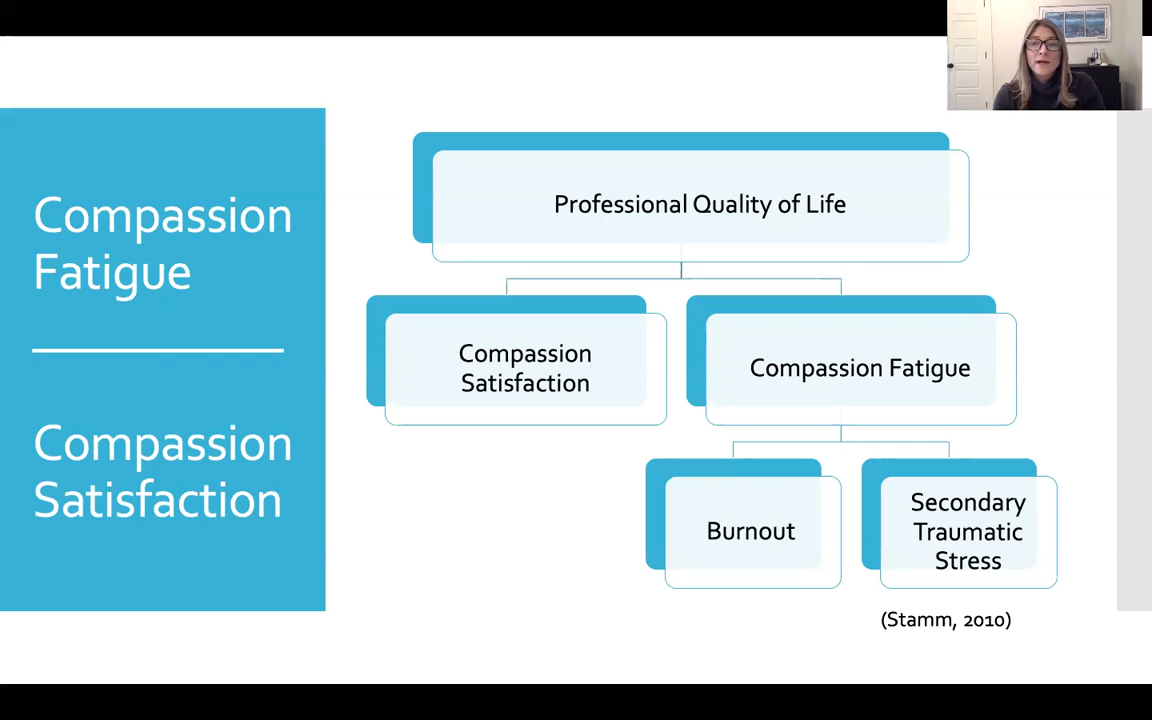 Compassion
Fatigue
Compassion
Satisfaction
Professional Quality of Life
Compassion
Satisfaction
Compassion Fatigue
Burnout
Secondary
Traumatic
Stress
(Stamm, 2010)